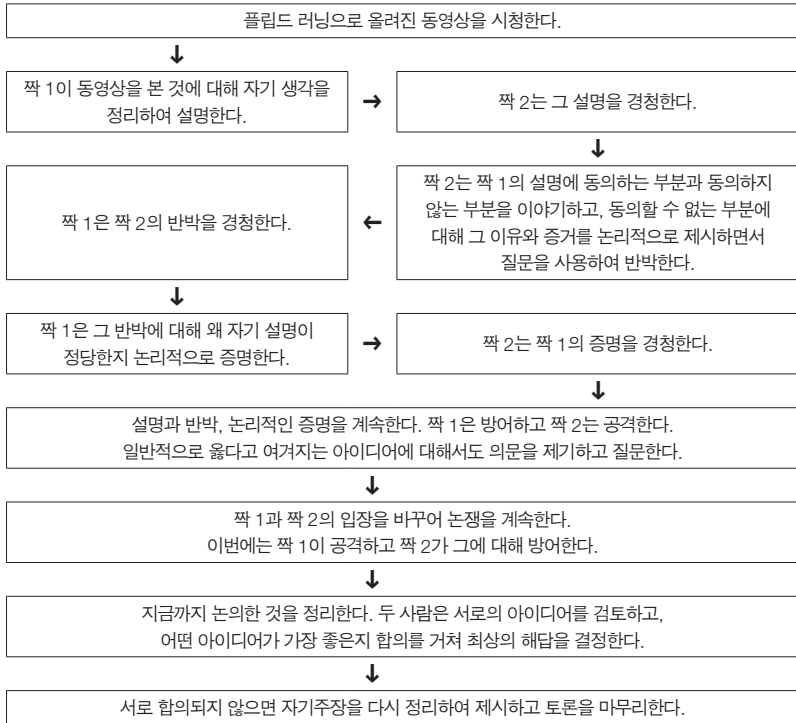 플립드 러닝으로 올려진 동영상을 시청한다.
짝 1이 동영상을 본 것에 대해 자기 생각을
정리하여 설명한다.
짝 2는 그 설명을 경청한다.
짝 2는 짝 1의 설명에 동의하는 부분과 동의하지
않는 부분을 이야기하고, 동의할 수 없는 부분에
대해 그 이유와 증거를 논리적으로 제시하면서
질문을 사용하여 반박한다.
짝 1은 짝 2의 반박을 경청한다.
짝 1은 그 반박에 대해 왜 자기 설명이
정당한지 논리적으로 증명한다.
짝 2는 짝 1의 증명을 경청한다.
설명과 반박, 논리적인 증명을 계속한다. 짝 1은 방어하고 짝 2는 공격한다.
일반적으로 옳다고 여겨지는 아이디어에 대해서도 의문을 제기하고 질문한다.
짝 1과 짝 2의 입장을 바꾸어 논쟁을 계속한다.
이번에는 짝 1이 공격하고 짝 2가 그에 대해 방어한다.
지금까지 논의한 것을 정리한다. 두 사람은 서로의 아이디어를 검토하고,
어떤 아이디어가 가장 좋은지 합의를 거쳐 최상의 해답을 결정한다.
서로 합의되지 않으면 자기주장을 다시 정리하여 제시하고 토론을 마무리한다.